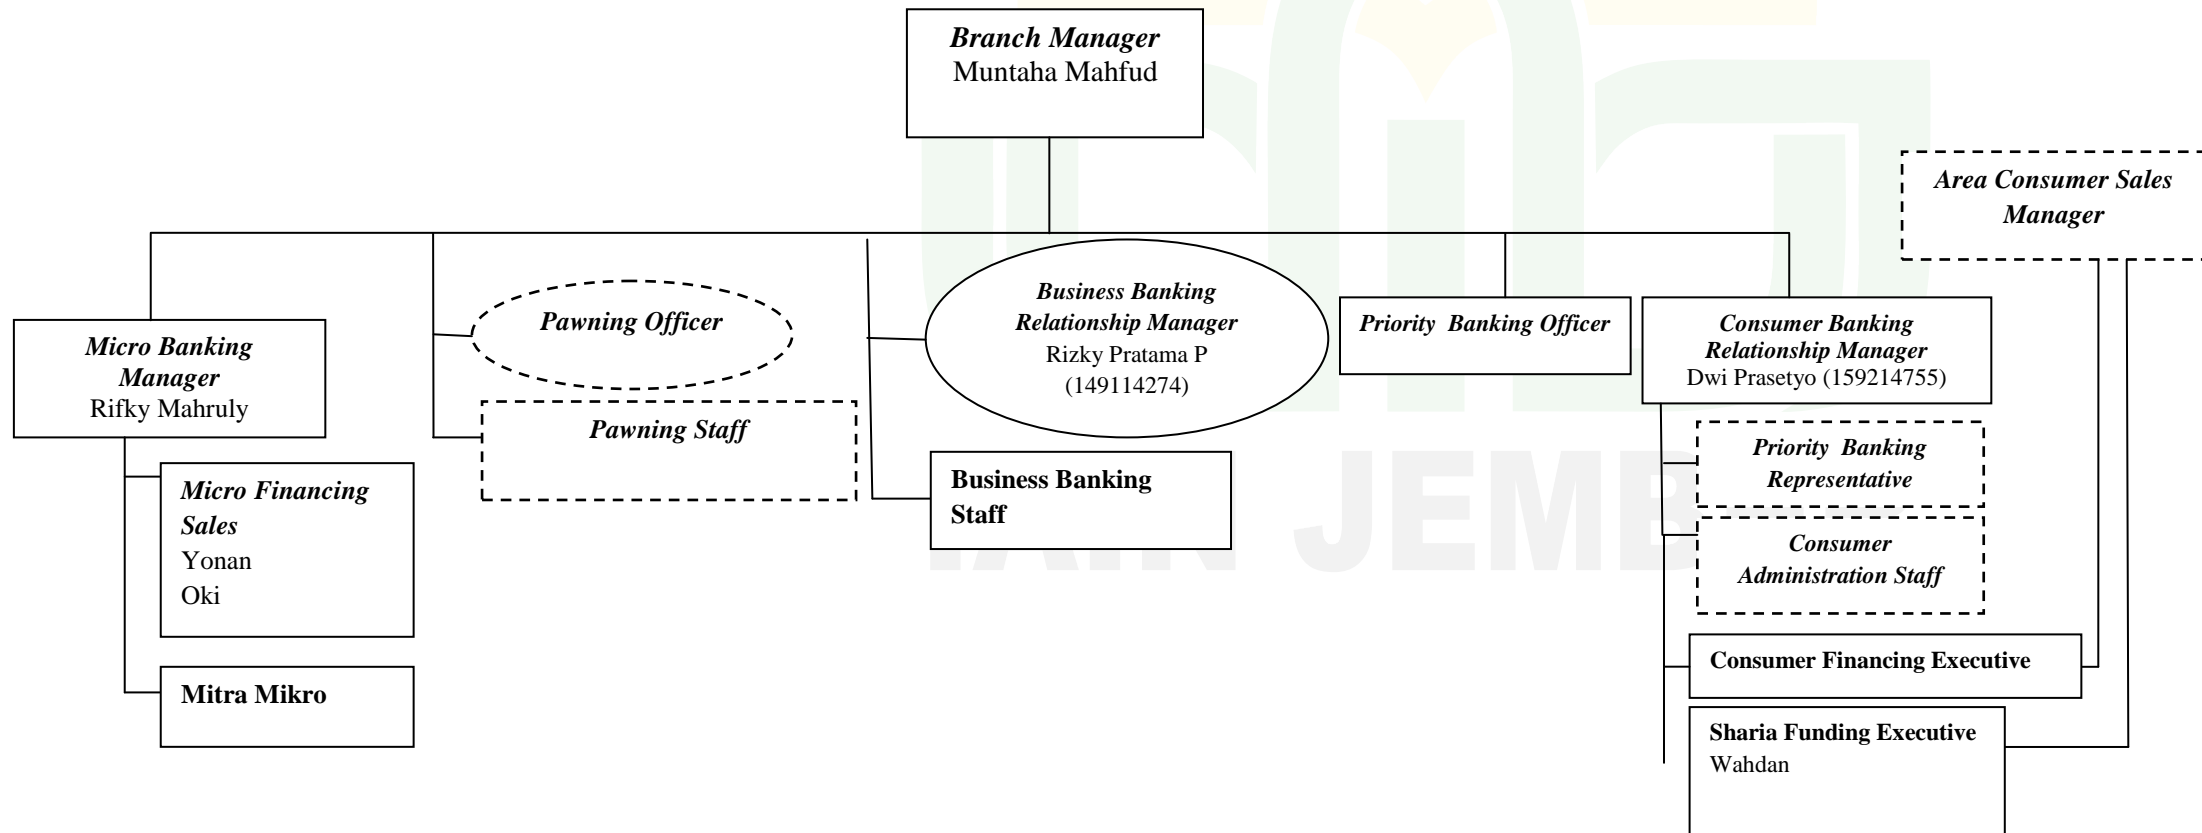 Branch Manager
Muntaha Mahfud
Area Consumer Sales
Manager
Micro Banking
Manager
Rifky Mahruly
Pawning Officer
Business Banking
Relationship Manager
Rizky Pratama P
(149114274)
Priority Banking Officer
Consumer Banking
Relationship Manager
Dwi Prasetyo (159214755)
Micro Financing
Sales
Yonan
Oki
Mitra Mikro
Pawning Staff
Business Banking
Staff
Priority Banking
Representative
Consumer
Administration Staff
Consumer Financing Executive
Sharia Funding Executive
Wahdan
IAIN JEMB